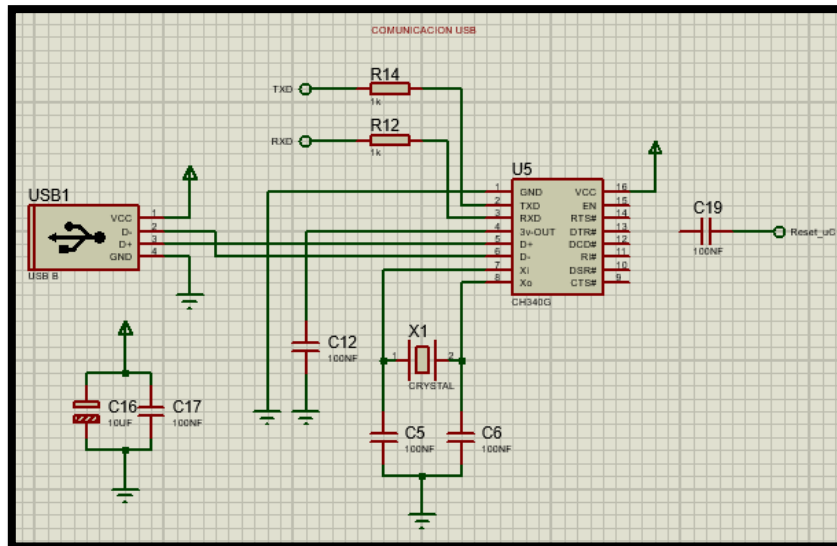 COMUNICACION USB
R14
TXD
1k
R12
RXD
1k
U5
1 GND VCC 16
2 TXD EN 15
3 RXD RTS# 14
4 3v-OUT DTR# 13
5 D+ DCD# 12
6 D- RI# 11
7 Xi DSR# 10
8 Xo CTS# 9
CH340G
USB1
VCC 1
D- 2
D+ 3
GND 4
USB B
C19
100NF
Reset_uC
C12
100NF
X1
1 2
CRYSTAL
C16
10UF
C17
100NF
C5
100NF
C6
100NF